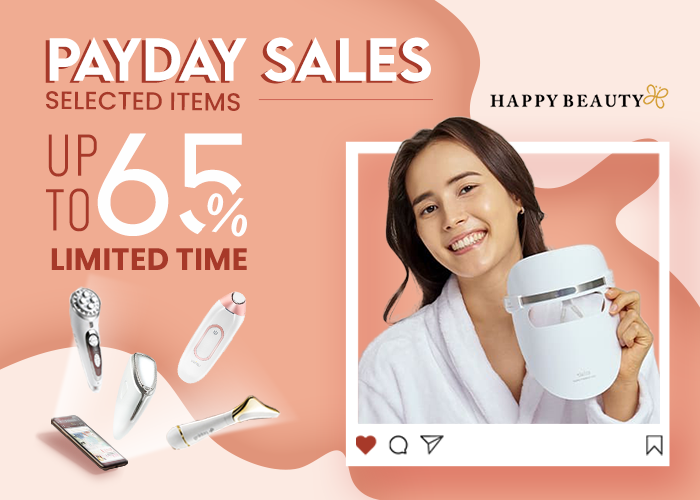 PAYDAY SALES
SELECTED ITEMS
HAPPY BEAUTY
UP TO 65%
LIMITED TIME